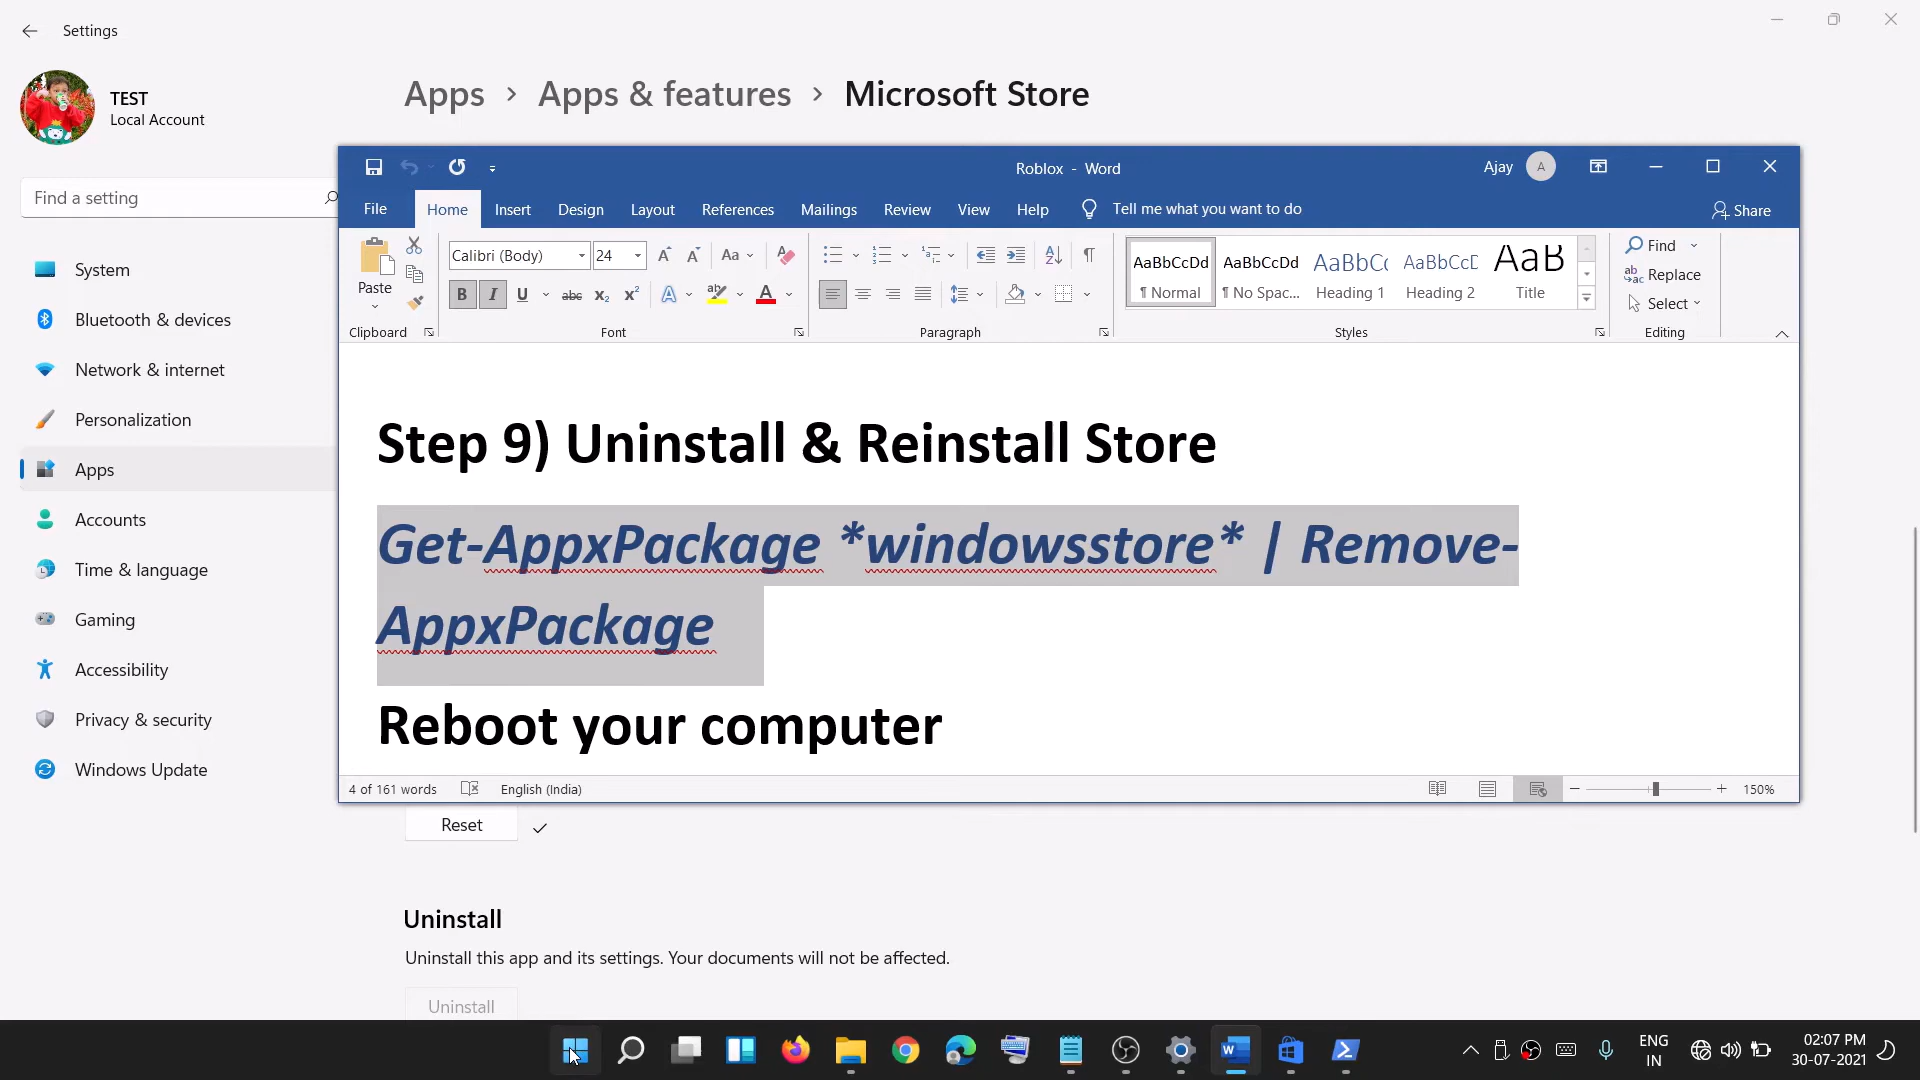 Settings
TEST
Local Account
Find a setting
System
Bluetooth & devices
Network & internet
Personalization
Apps
Accounts
Time & language
Gaming
Accessibility
Privacy & security
Windows Update
Apps > Apps & features > Microsoft Store
Roblox - Word
Ajay
A
File
Home
Insert
Design
Layout
References
Mailings
Review
View
Help
Tell me what you want to do
Share
Paste
Clipboard
Calibri (Body)
24
Aa
B I U abc x₂ x² A ab A
Font
Paragraph
AaBbCcDd
¶ Normal
AaBbCcDd
¶ No Spac...
AaBbCc
Heading 1
AaBbCcD
Heading 2
AaB
Title
Styles
Find
Replace
Select
Editing
Step 9) Uninstall & Reinstall Store
Get-AppxPackage *windowsstore* | Remove-
AppxPackage
Reboot your computer
4 of 161 words
English (India)
150%
Reset
Uninstall
Uninstall this app and its settings. Your documents will not be affected.
Uninstall
ENG
IN
02:07 PM
30-07-2021